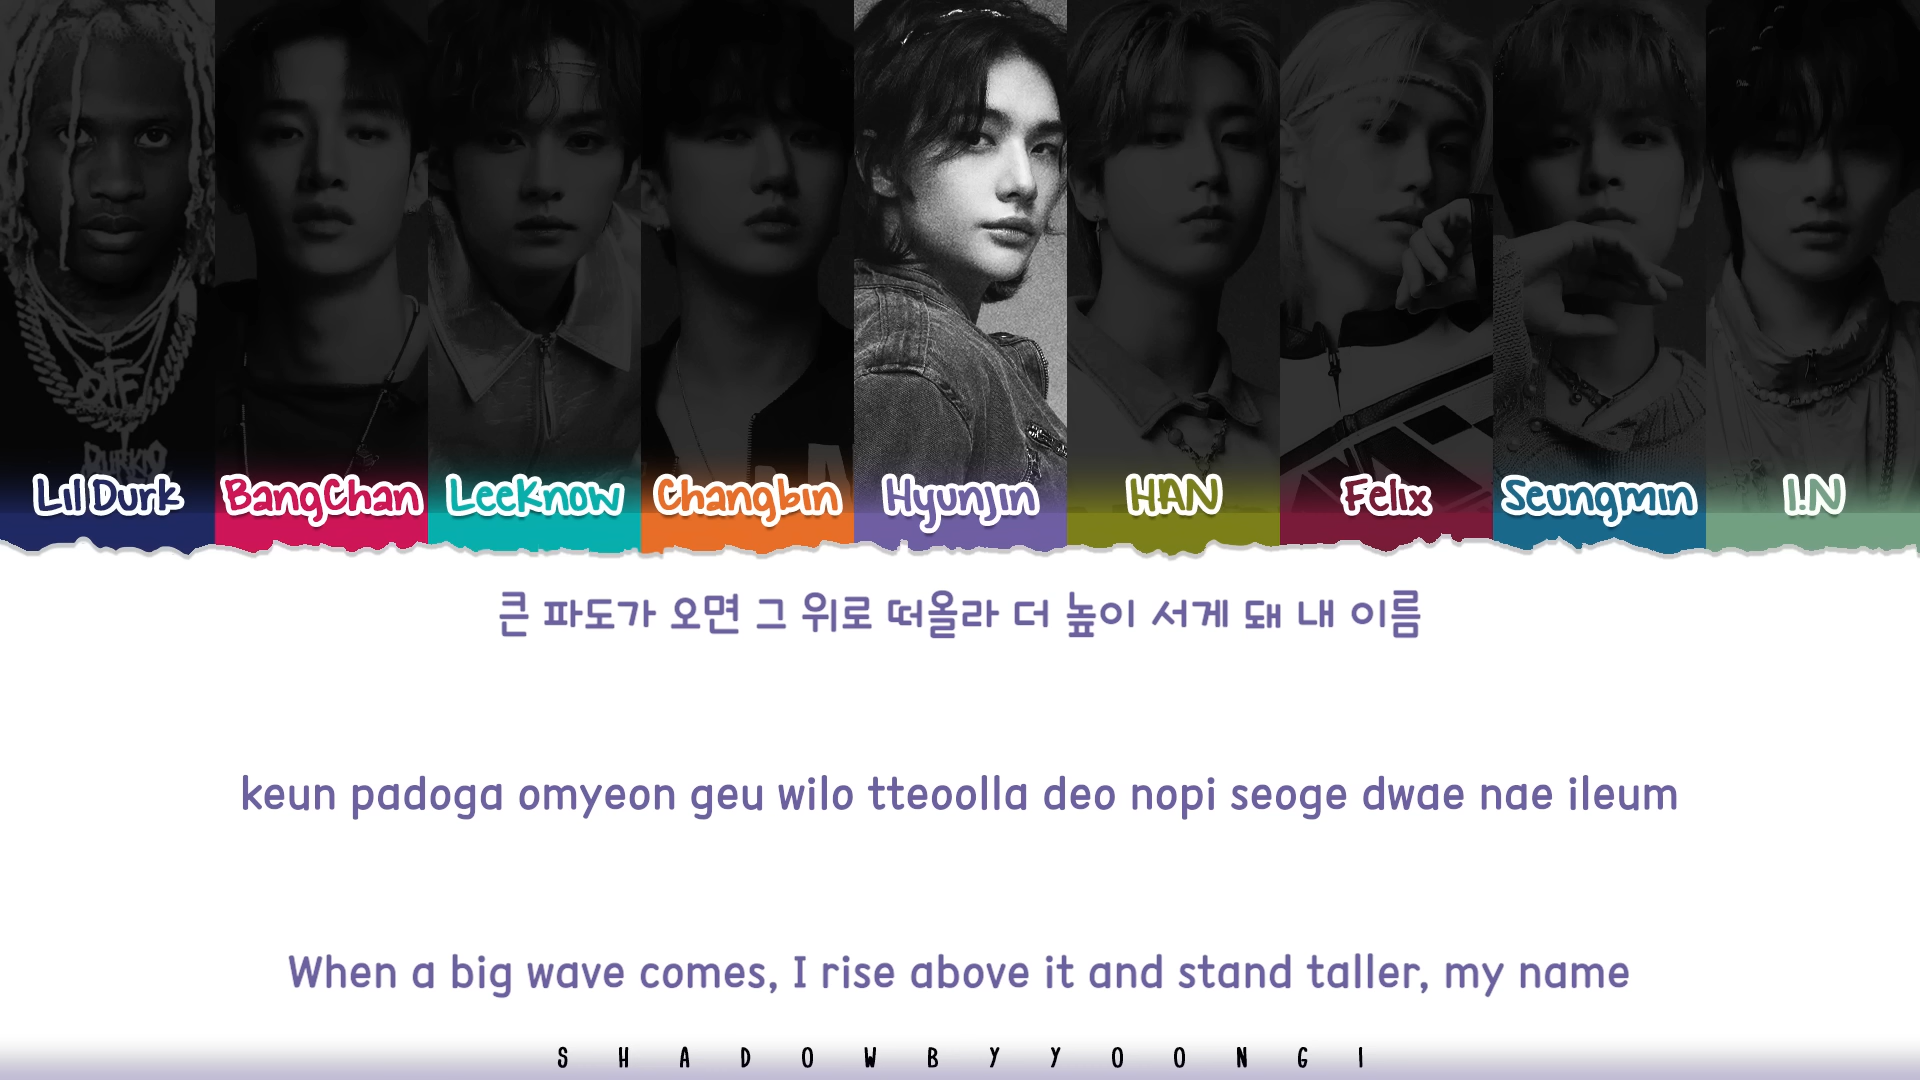 OTF
Lil Durk BangChan LeeKnow Changbin Hyunjin HAN Felix Seungmin I.N
큰 파도가 오면 그 위로 떠올라 더 높이 서게 돼 내 이름
keun padoga omyeon geu wilo tteoolla deo nopi seoge dwae nae ileum
When a big wave comes, I rise above it and stand taller, my name
SHADOWBYYOONGI